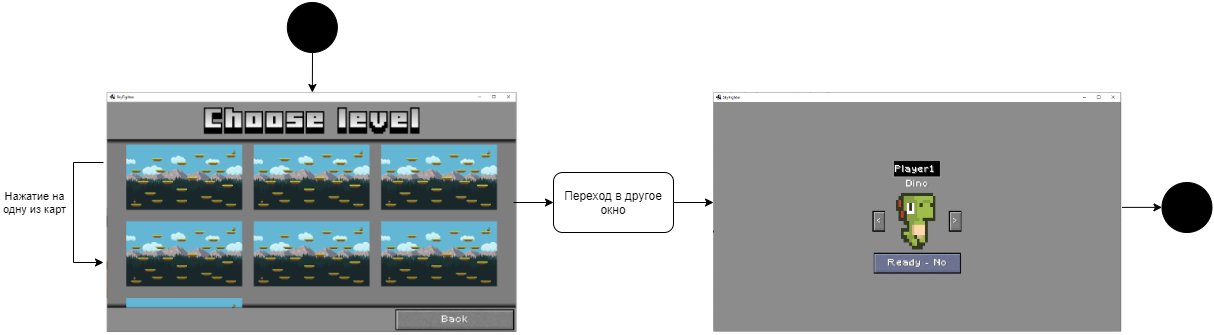 SkyFighter
SkyFighter
Choose level
Нажатие на
одну из карт
Переход в другое
окно
Player1
Dino
<
>
Ready - No
Back